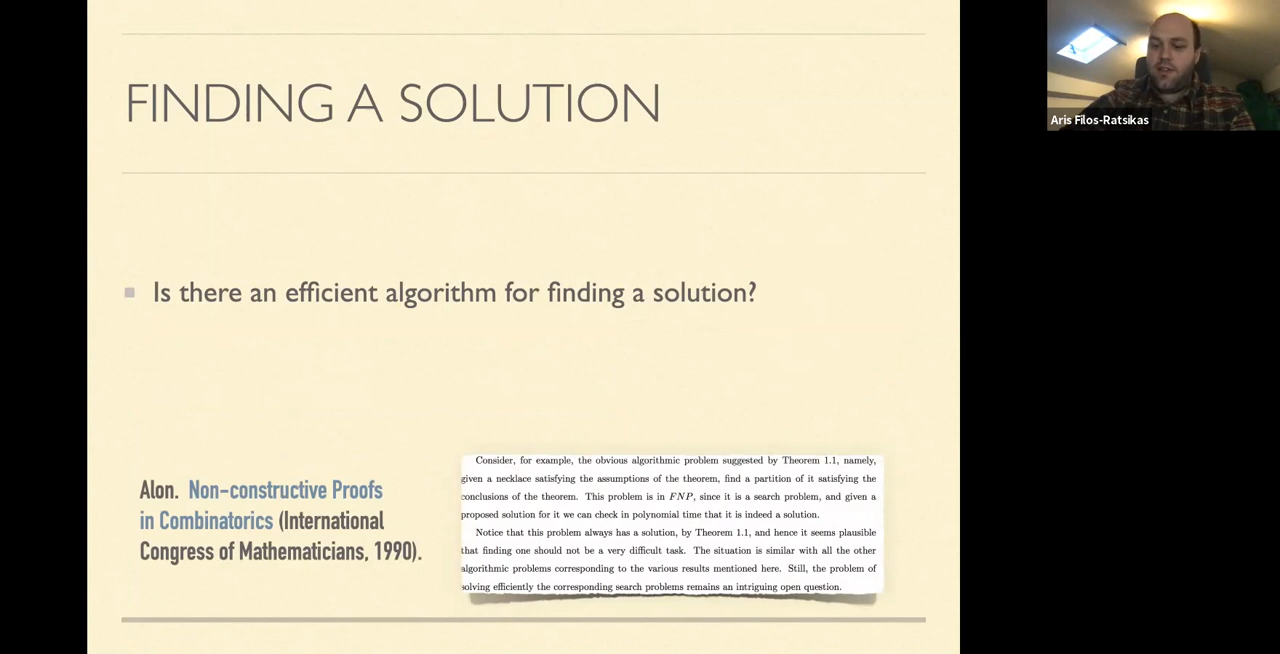 FINDING A SOLUTION
Aris Filos-Ratsikas
Is there an efficient algorithm for finding a solution?
Alon. Non-constructive Proofs
in Combinatorics (International
Congress of Mathematicians, 1990).
Consider, for example, the obvious algorithmic problem suggested by Theorem 1.1, namely,
given a necklace satisfying the assumptions of the theorem, find a partition of it satisfying the
conclusions of the theorem. This problem is in FNP, since it is a search problem, and given a
proposed solution for it we can check in polynomial time that it is indeed a solution.
Notice that this problem always has a solution, by Theorem 1.1, and hence it seems plausible
that finding one should not be a very difficult task. The situation is similar with all the other
algorithmic problems corresponding to the various results mentioned here. Still, the problem of
solving efficiently the corresponding search problems remains an intriguing open question.